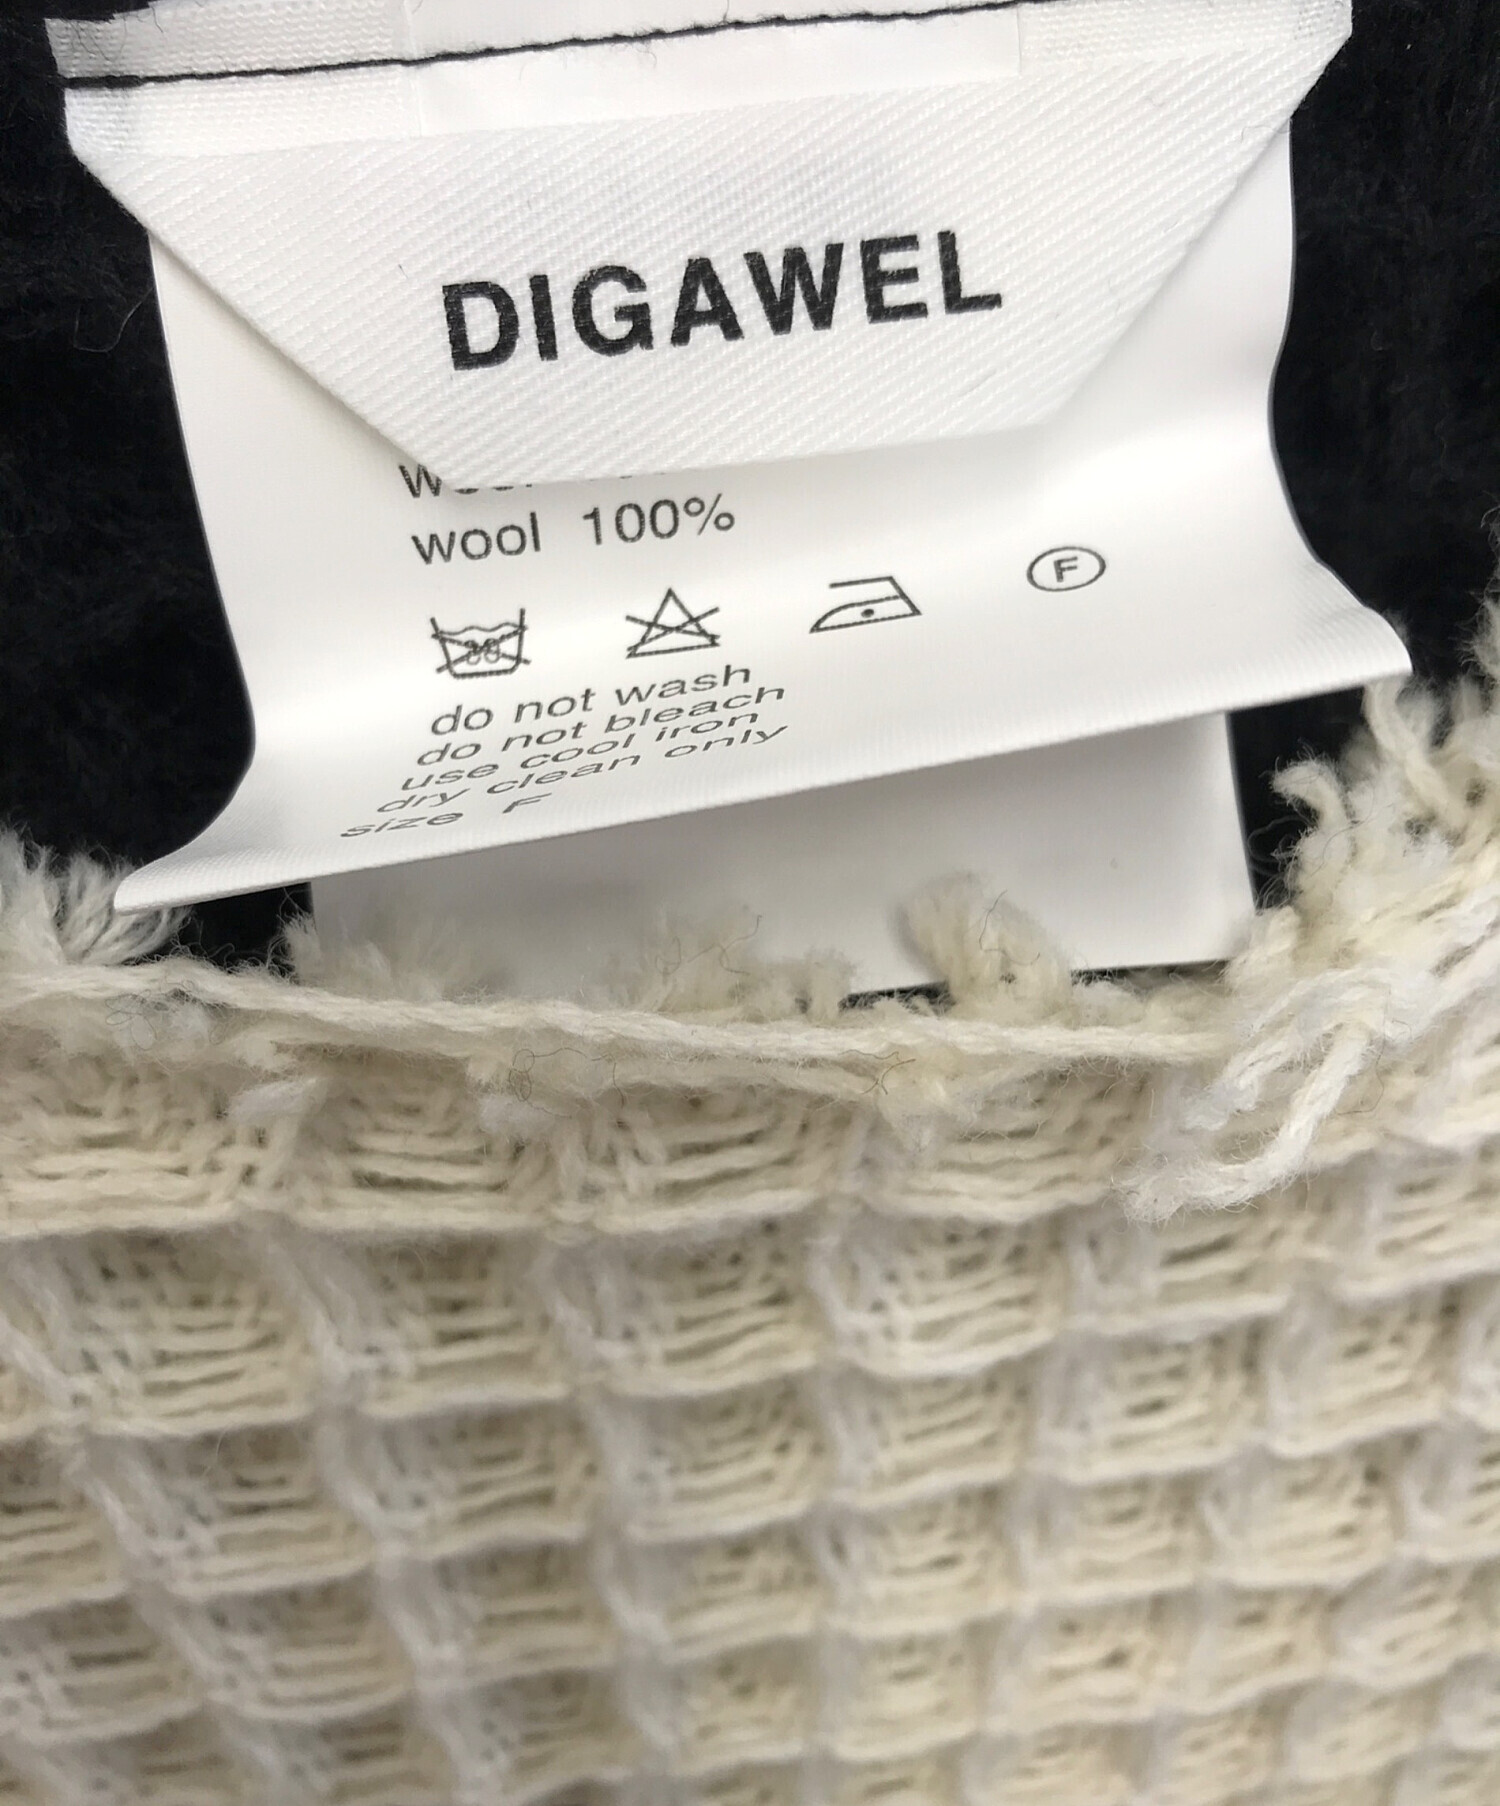 DIGAWEL
wool 100%
F
do not wash
do not bleach
use cool iron
dry clean only
size F